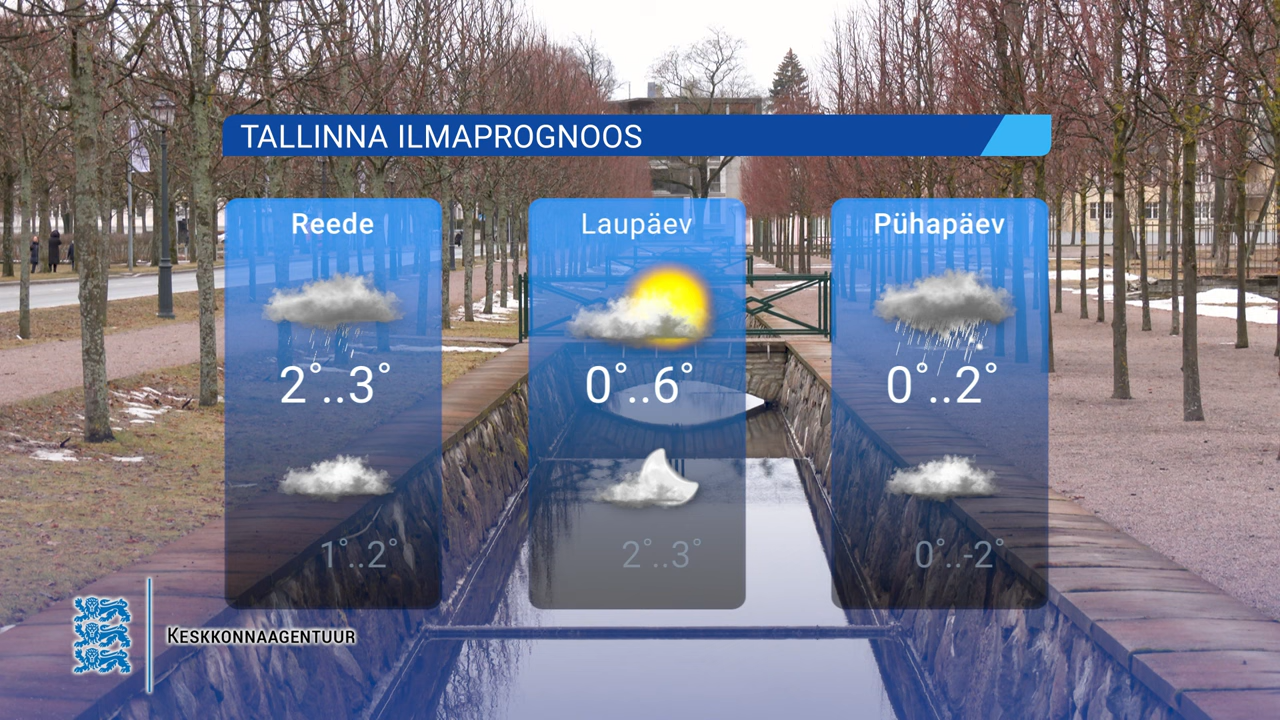 TALLINNA ILMAPROGNOOS
Reede
2°..3°
1°..2°
Laupäev
0°..6°
2°..3°
Pühapäev
0°..2°
0°..-2°
KESKKONNAAGENTUUR